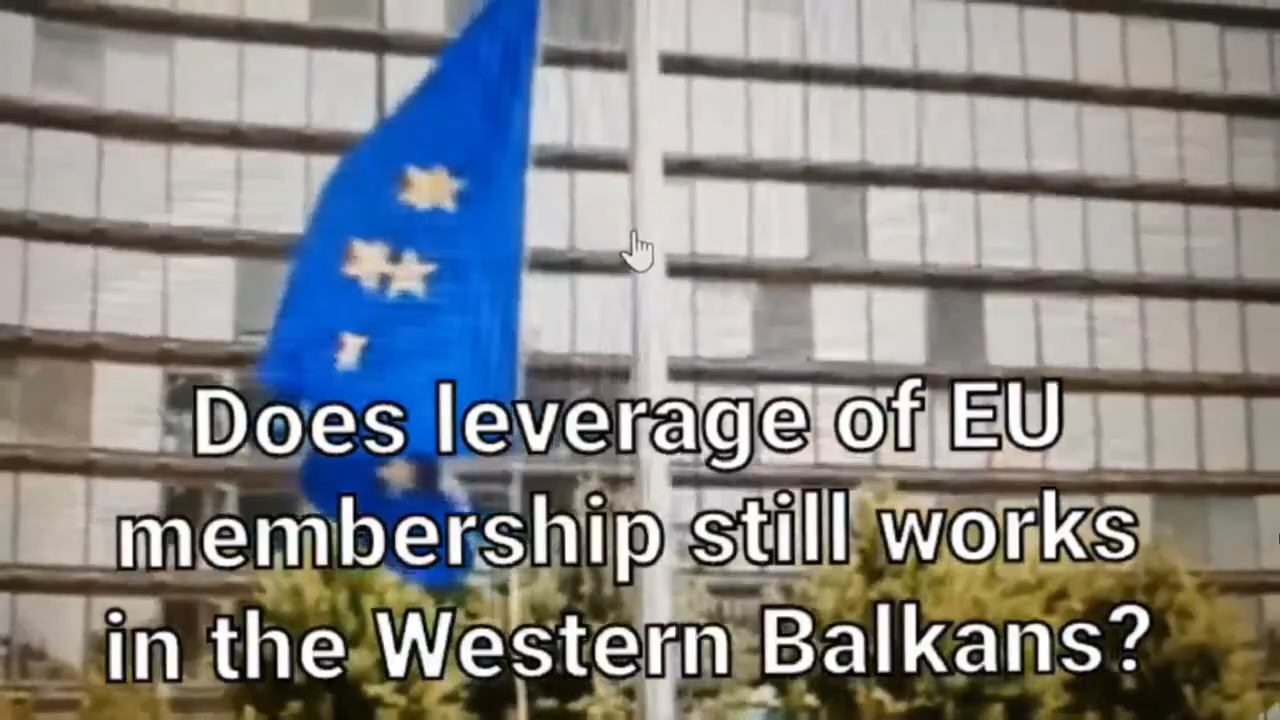 Does leverage of EU
membership still works
in the Western Balkans?